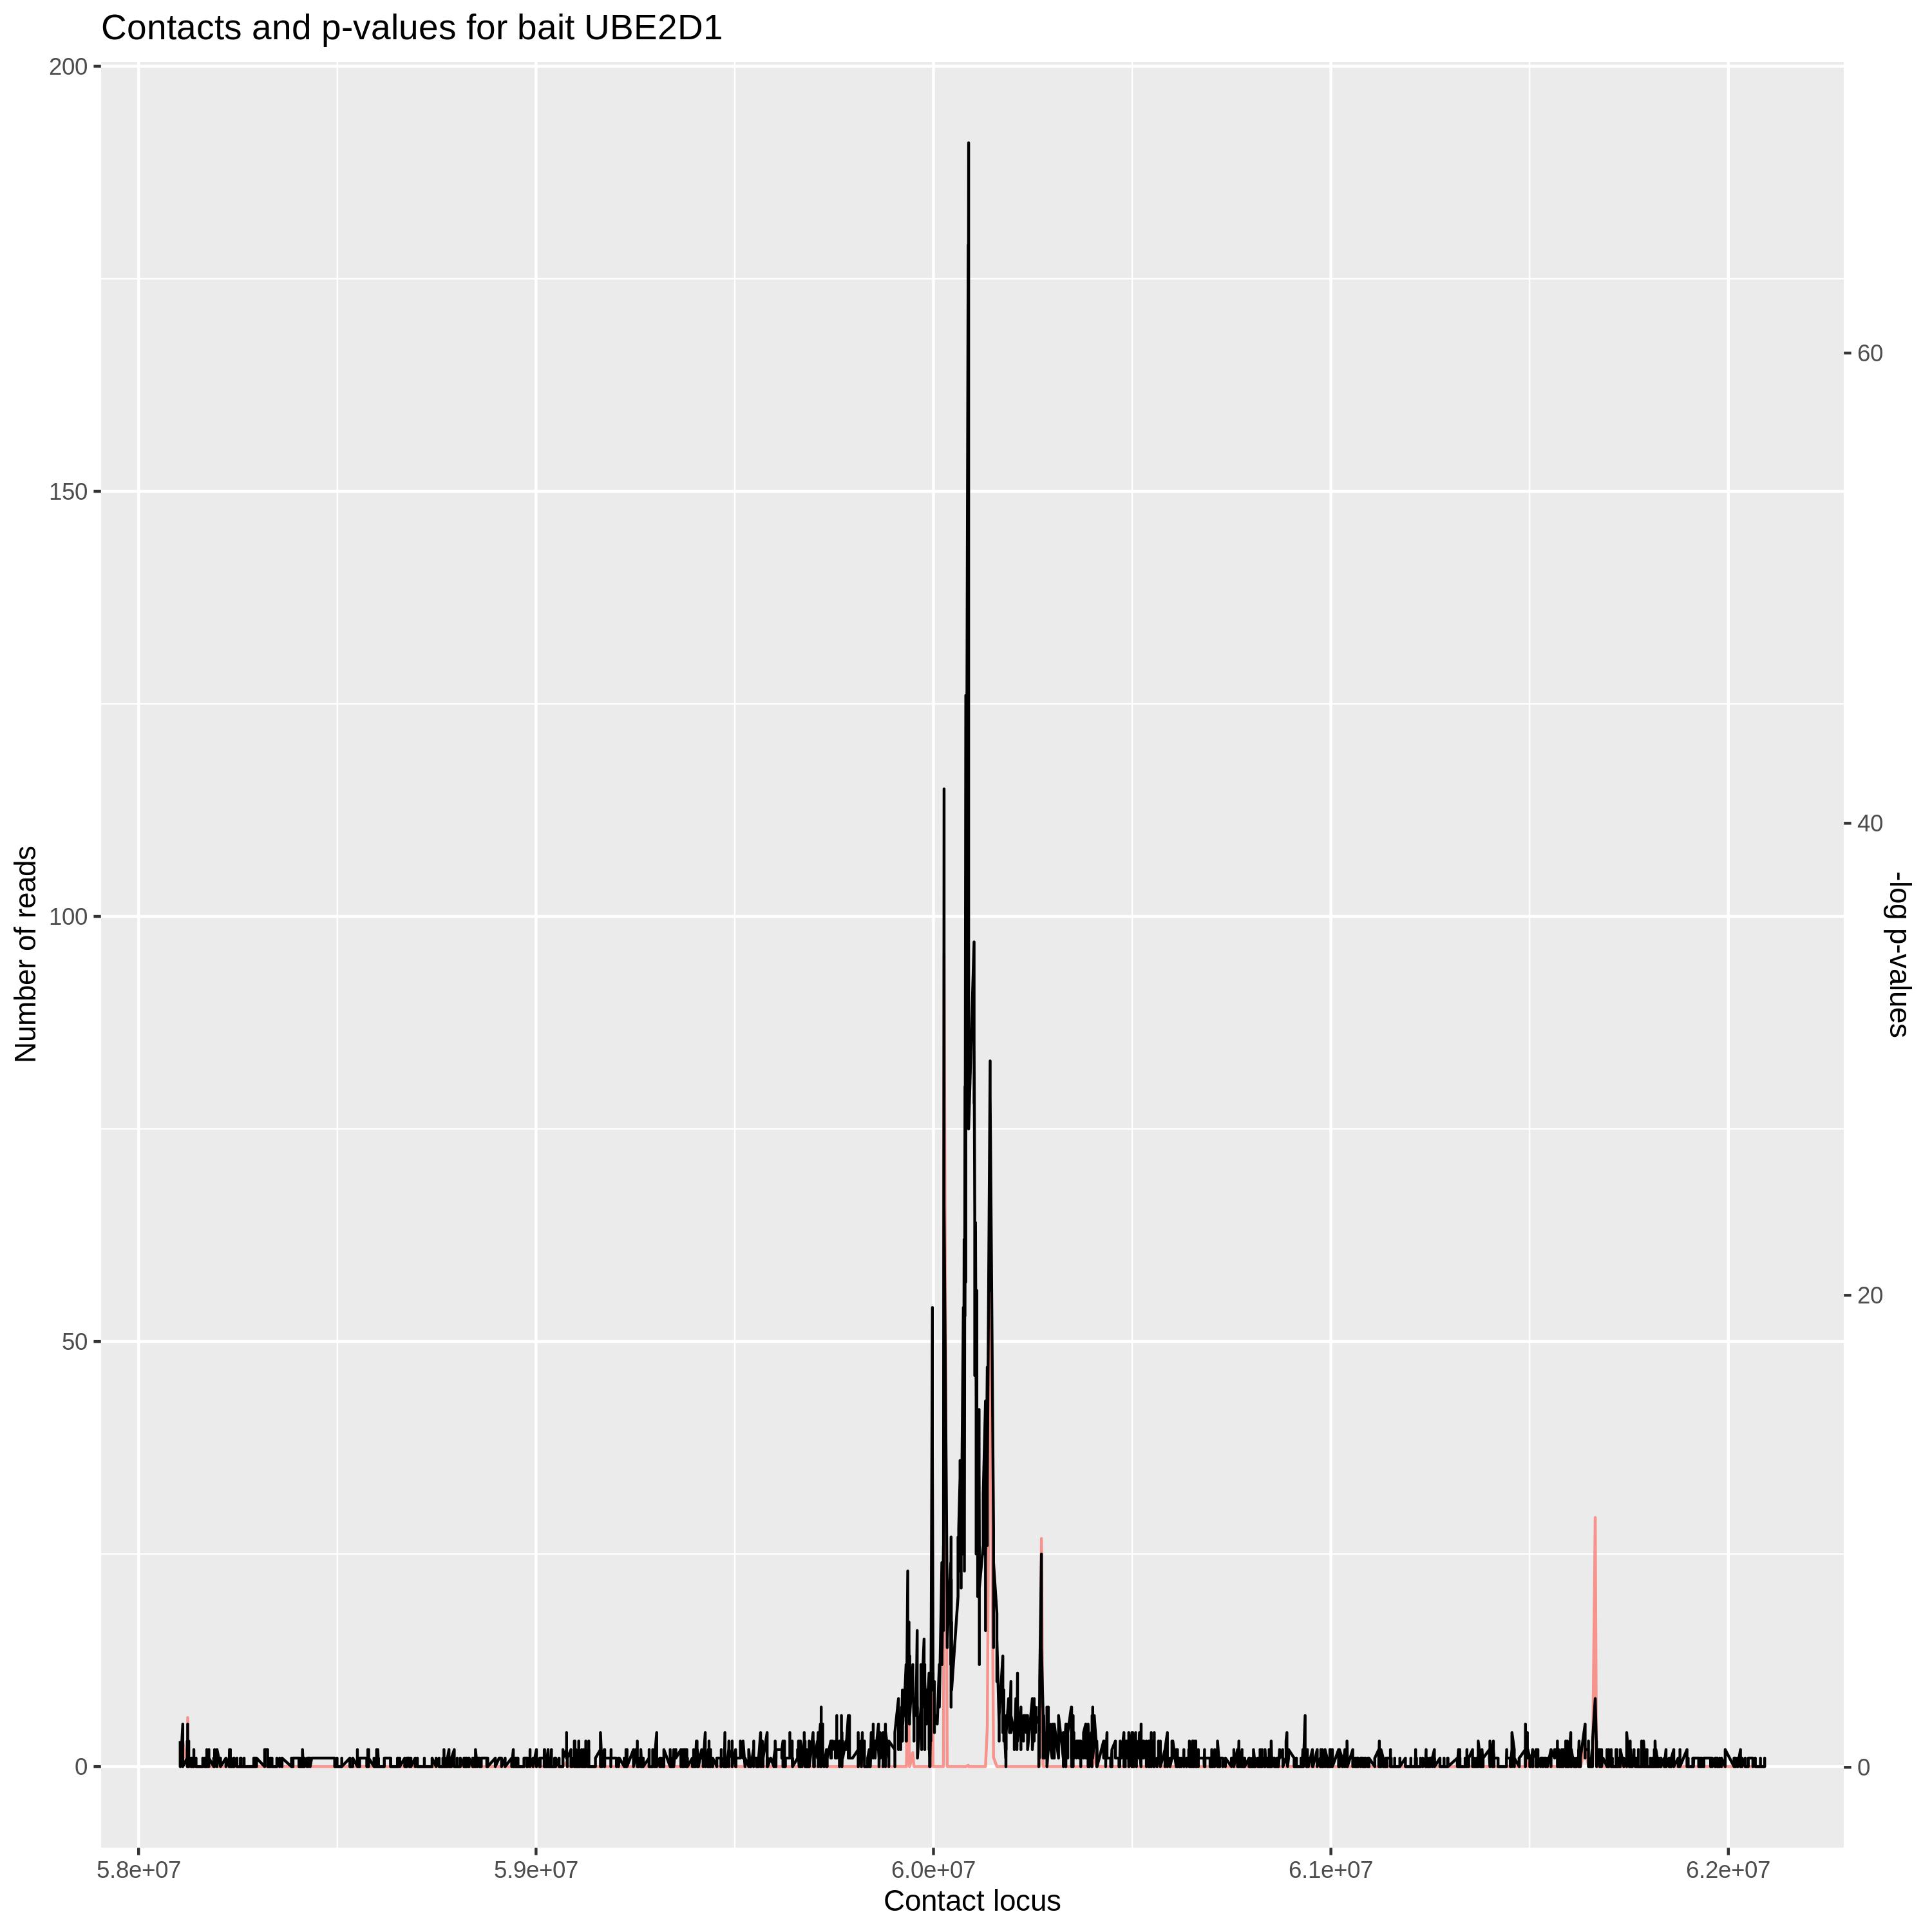 Contacts and p-values for bait UBE2D1
200
150
100
50
0
Number of reads
60
40
20
0
-log p-values
5.8e+07
5.9e+07
6.0e+07
6.1e+07
6.2e+07
Contact locus